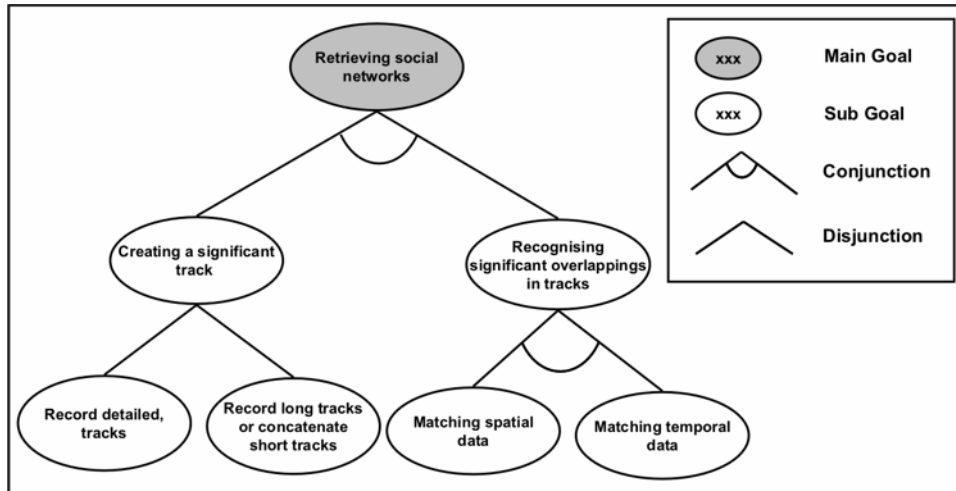 Retrieving social
networks
xxx
Main Goal
xxx
Sub Goal
Conjunction
Disjunction
Creating a significant
track
Recognising
significant overlappings
in tracks
Record detailed,
tracks
Record long tracks
or concatenate
short tracks
Matching spatial
data
Matching temporal
data